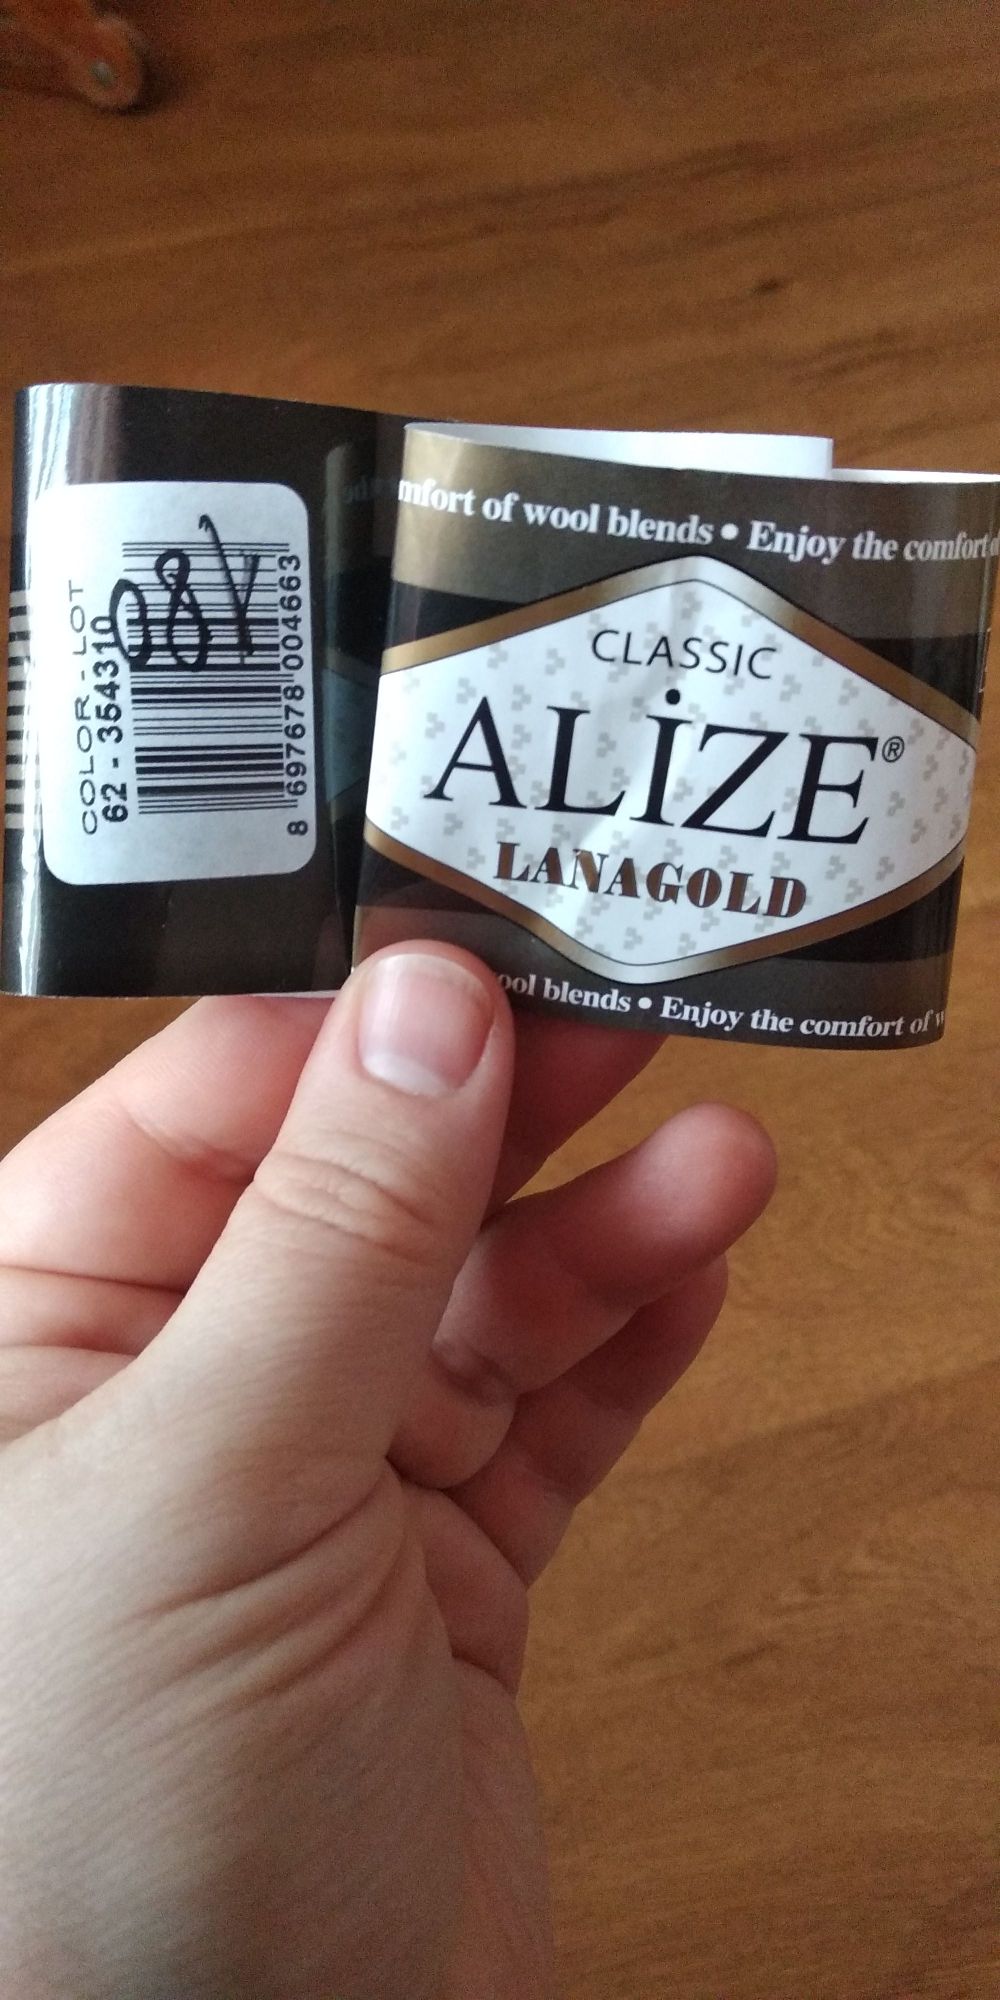 COLOR - LOT
62 - 354310
8 697678 004663
mfort of wool blends • Enjoy the comfort
CLASSIC
ALİZE®
LANAGOLD
ool blends • Enjoy the comfort of w